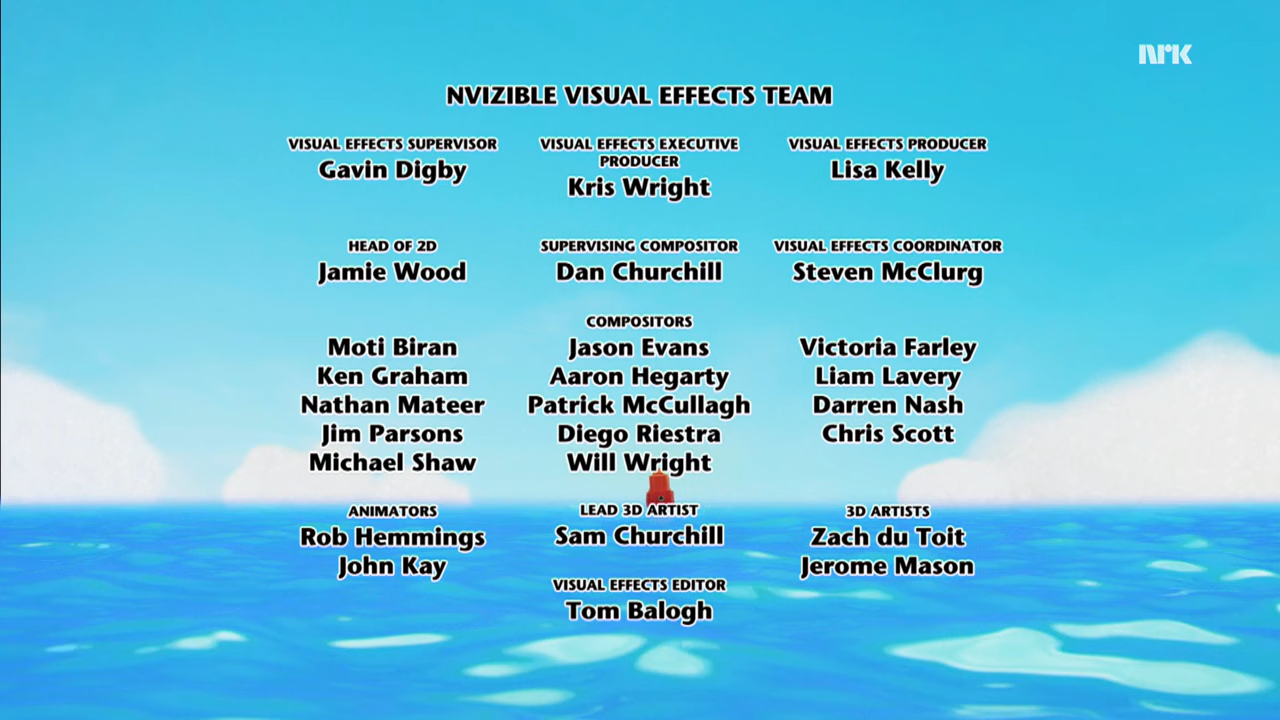 nrk
NVIZIBLE VISUAL EFFECTS TEAM
VISUAL EFFECTS SUPERVISOR
Gavin Digby
VISUAL EFFECTS EXECUTIVE
PRODUCER
Kris Wright
VISUAL EFFECTS PRODUCER
Lisa Kelly
HEAD OF 2D
Jamie Wood
SUPERVISING COMPOSITOR
Dan Churchill
VISUAL EFFECTS COORDINATOR
Steven McClurg
COMPOSITORS
Moti Biran
Ken Graham
Nathan Mateer
Jim Parsons
Michael Shaw
Jason Evans
Aaron Hegarty
Patrick McCullagh
Diego Riestra
Will Wright
Victoria Farley
Liam Lavery
Darren Nash
Chris Scott
ANIMATORS
Rob Hemmings
John Kay
LEAD 3D ARTIST
Sam Churchill
3D ARTISTS
Zach du Toit
Jerome Mason
VISUAL EFFECTS EDITOR
Tom Balogh